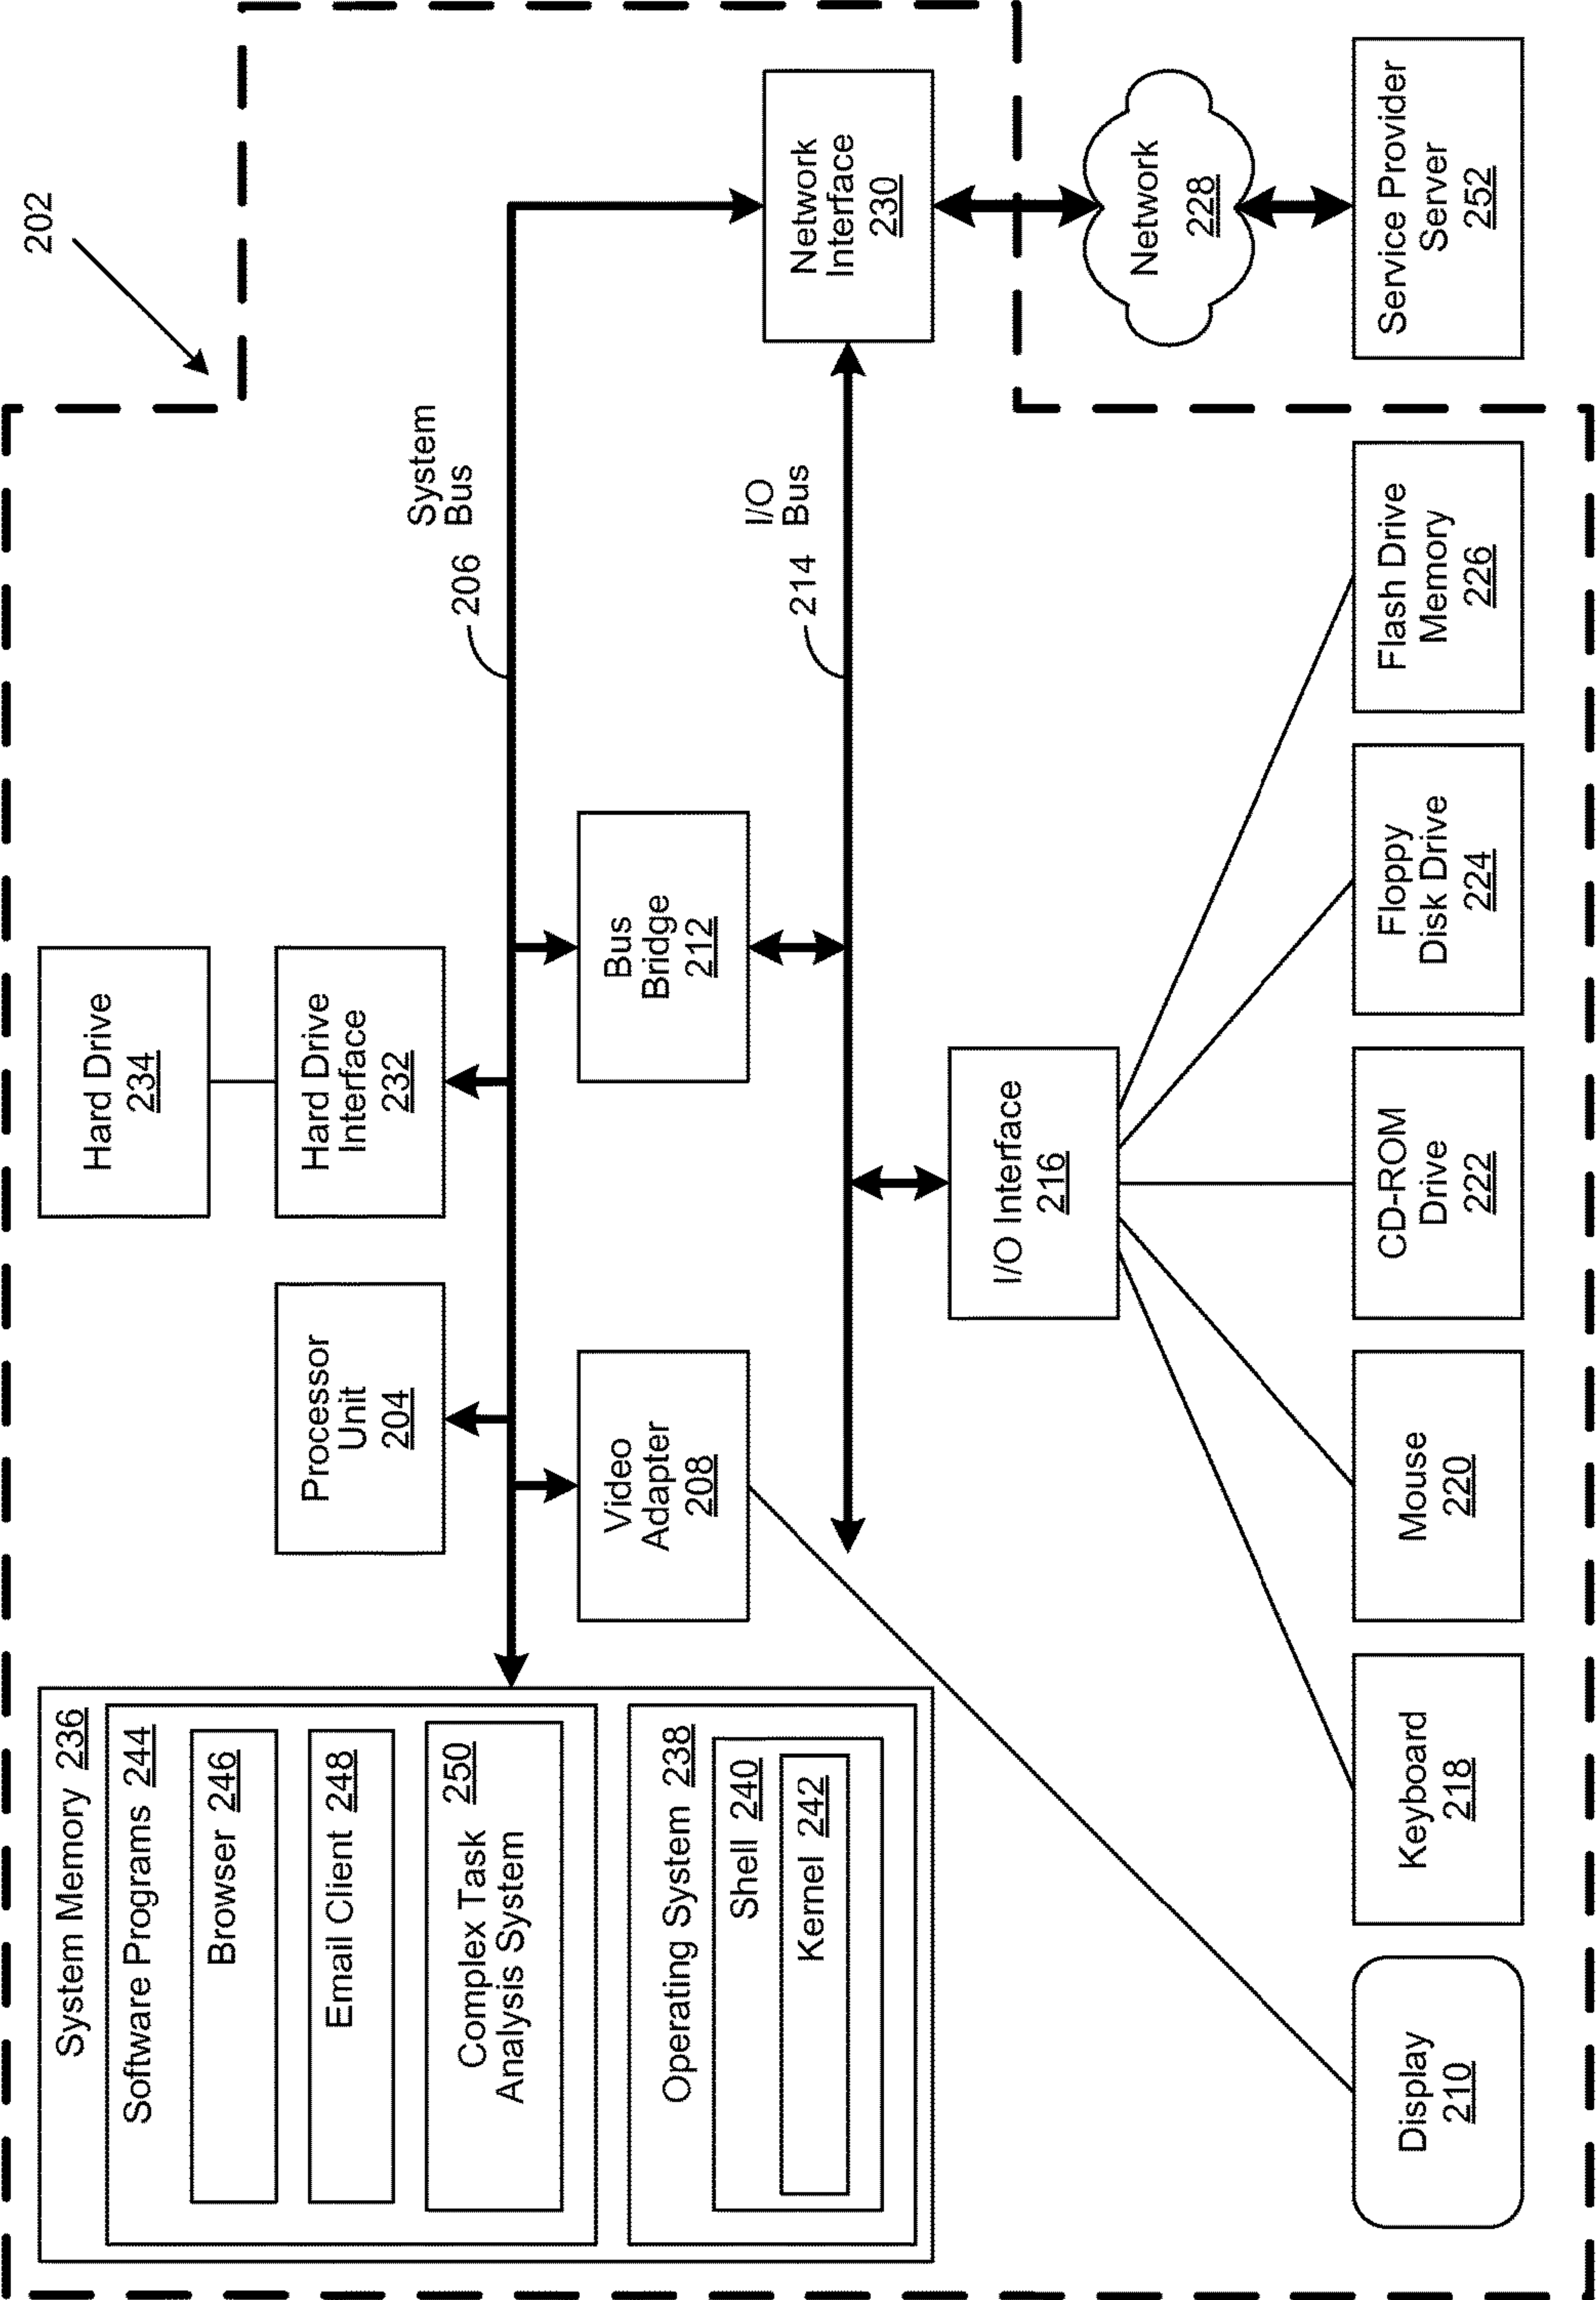 202
System Memory 236
Software Programs 244
Browser 246
Email Client 248
Complex Task 250
Analysis System
Operating System 238
Shell 240
Kernel 242
Processor
Unit
204
Hard Drive
234
Hard Drive
Interface
232
System
206 Bus
Video
Adapter
208
Bus
Bridge
212
I/O
214 Bus
Network
Interface
230
I/O Interface
216
Network
228
Display
210
Keyboard
218
Mouse
220
CD-ROM
Drive
222
Floppy
Disk Drive
224
Flash Drive
Memory
226
Service Provider
Server
252